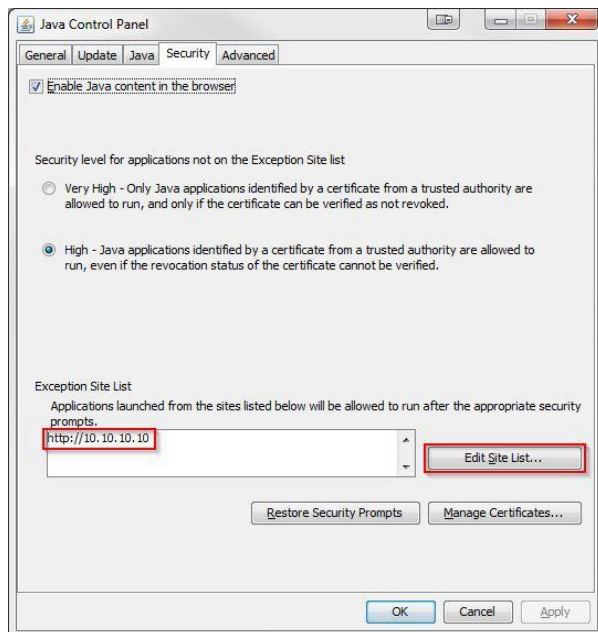 Java Control Panel
General Update Java Security Advanced
Enable Java content in the browser
Security level for applications not on the Exception Site list
Very High - Only Java applications identified by a certificate from a trusted authority are
allowed to run, and only if the certificate can be verified as not revoked.
High - Java applications identified by a certificate from a trusted authority are allowed to
run, even if the revocation status of the certificate cannot be verified.
Exception Site List
Applications launched from the sites listed below will be allowed to run after the appropriate security
prompts.
http://10.10.10.10
Edit Site List...
Restore Security Prompts Manage Certificates...
OK Cancel Apply